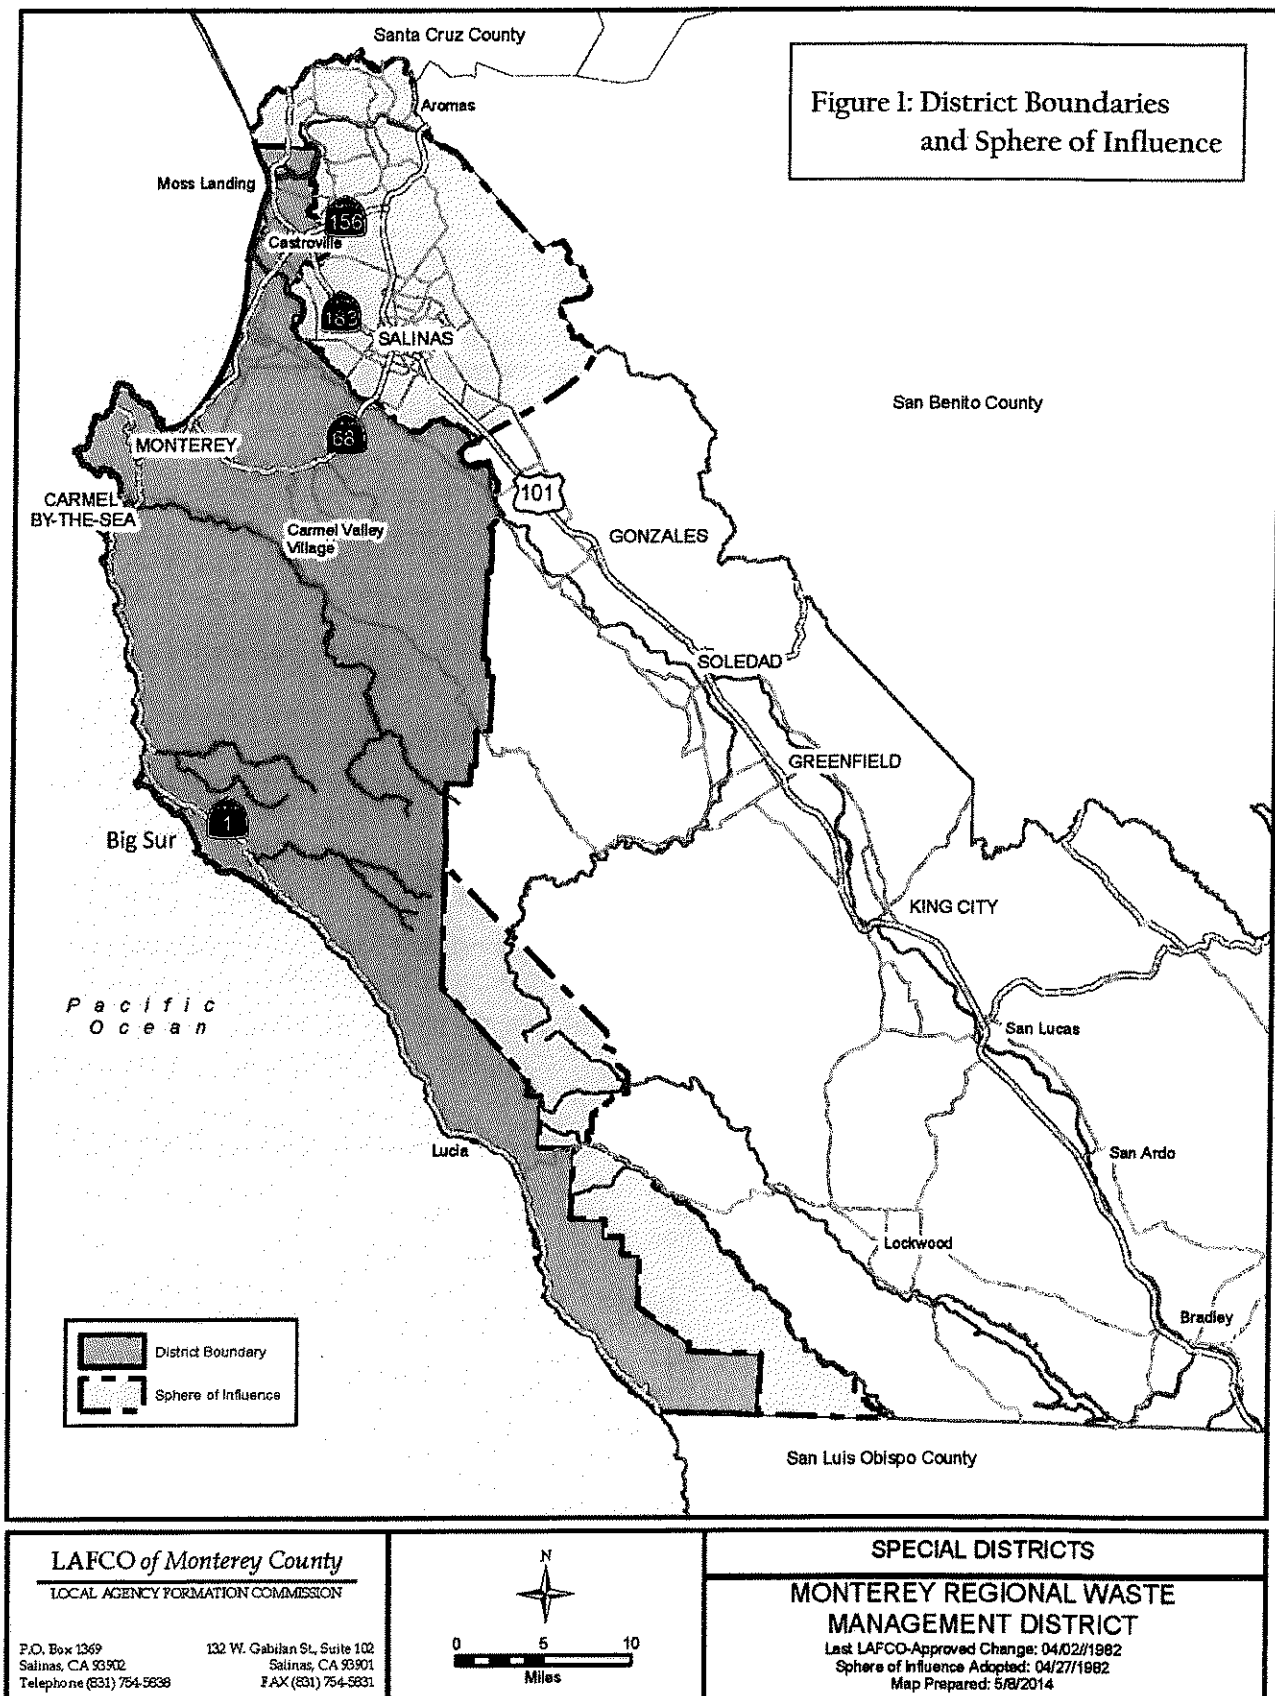 Santa Cruz County
Figure 1: District Boundaries
and Sphere of Influence
Aromas
Moss Landing
156
Castroville
183
SALINAS
San Benito County
68
MONTEREY
101
CARMEL
BY-THE-SEA
Carmel Valley
Village
GONZALES
SOLEDAD
GREENFIELD
1
Big Sur
KING CITY
Pacific
Ocean
San Lucas
Lucia
San Ardo
Lockwood
Bradley
District Boundary
Sphere of Influence
San Luis Obispo County
LAFCO of Monterey County
LOCAL AGENCY FORMATION COMMISSION
P.O. Box 1369
Salinas, CA 93902
Telephone (831) 754-5838
132 W. Gabilan St., Suite 102
Salinas, CA 93901
FAX (831) 754-5831
N
0 5 10
Miles
SPECIAL DISTRICTS
MONTEREY REGIONAL WASTE
MANAGEMENT DISTRICT
Last LAFCO-Approved Change: 04/02//1982
Sphere of Influence Adopted: 04/27/1982
Map Prepared: 5/8/2014